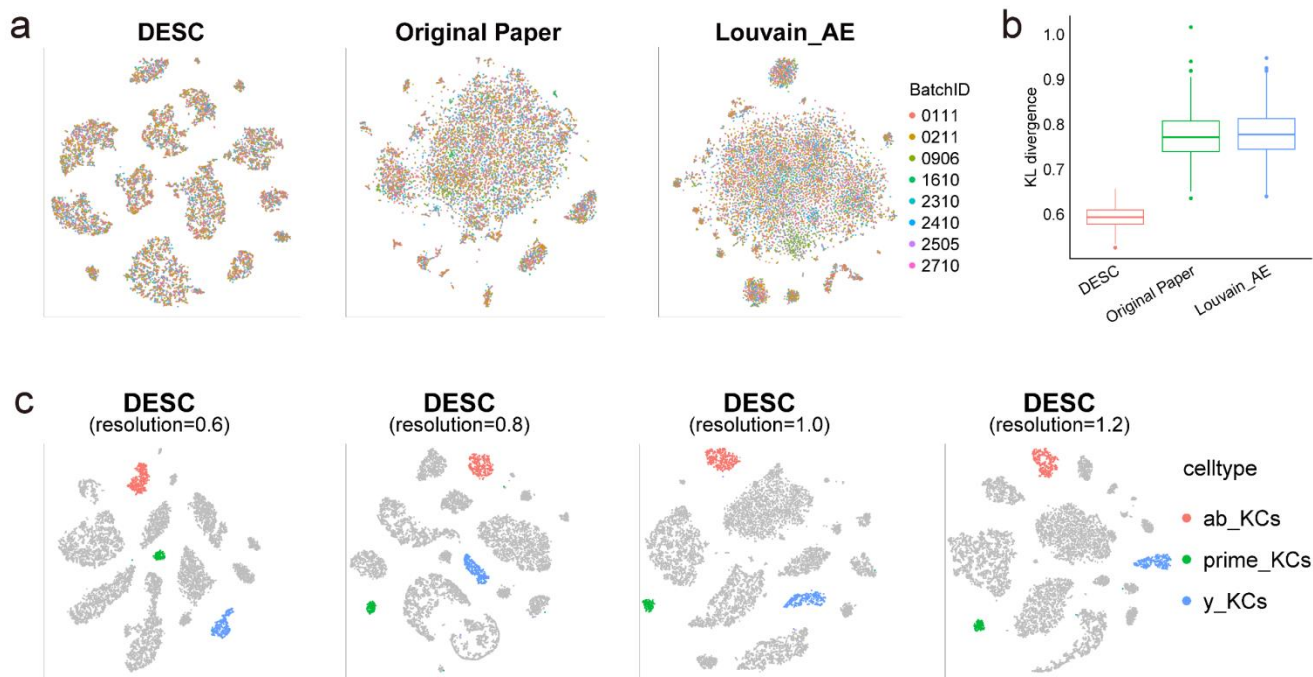 a
DESC
Original Paper
Louvain_AE
BatchID
0111
0211
0906
1610
2310
2410
2505
2710
b
KL divergence
1.0
0.9
0.8
0.7
0.6
DESC
Original Paper
Louvain_AE
c
DESC
(resolution=0.6)
DESC
(resolution=0.8)
DESC
(resolution=1.0)
DESC
(resolution=1.2)
celltype
ab_KCs
prime_KCs
y_KCs